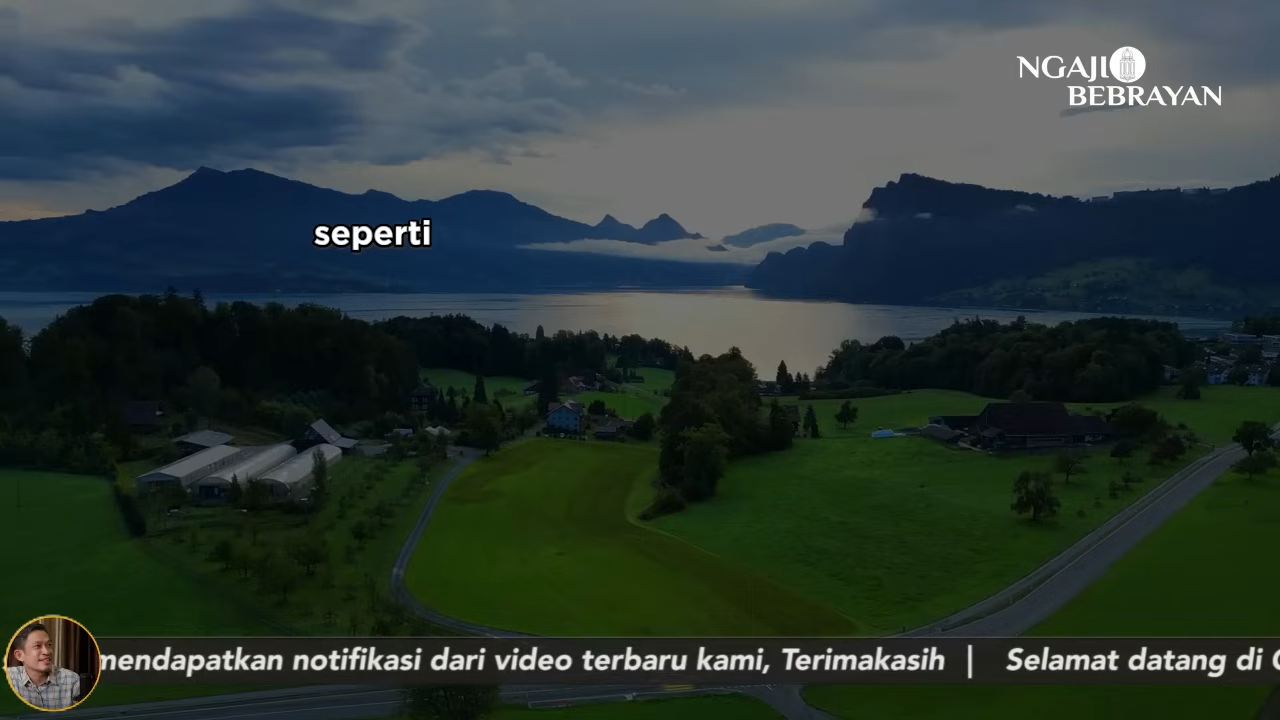 NGAJI
BEBRAYAN
seperti
mendapatkan notifikasi dari video terbaru kami, Terimakasih | Selamat datang di